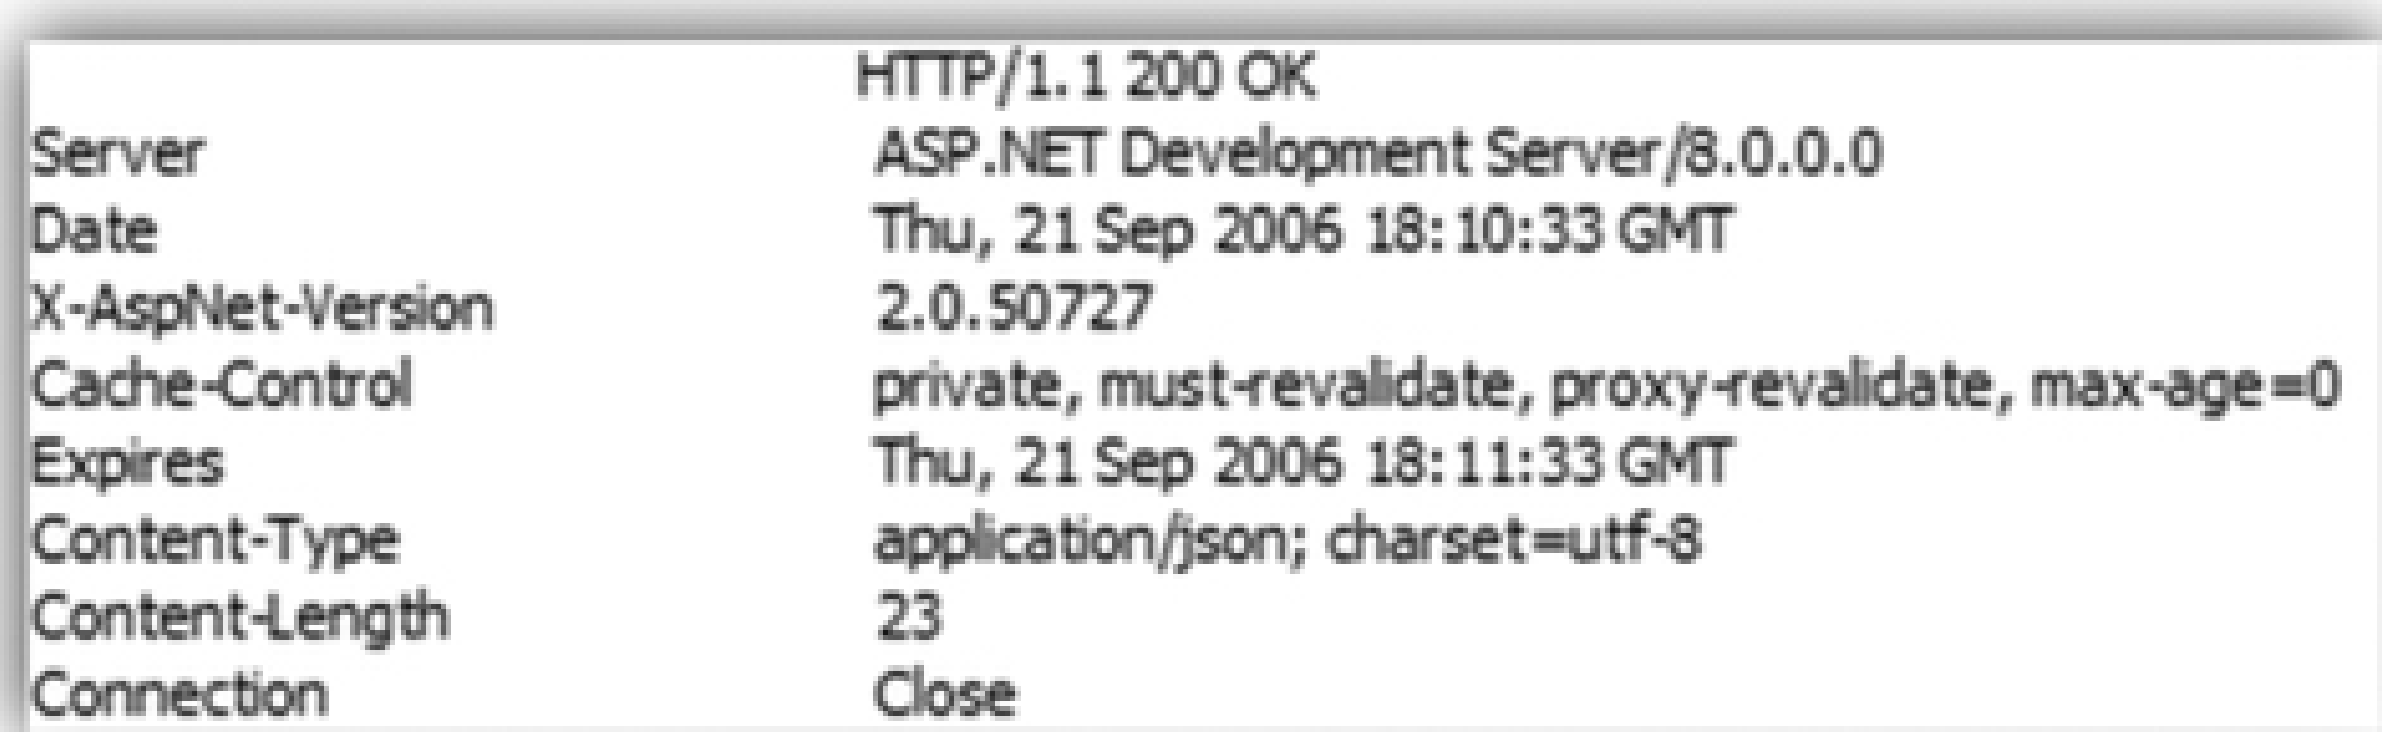 HTTP/1.1 200 OK
Server ASP.NET Development Server/8.0.0.0
Date Thu, 21 Sep 2006 18:10:33 GMT
X-AspNet-Version 2.0.50727
Cache-Control private, must-revalidate, proxy-revalidate, max-age=0
Expires Thu, 21 Sep 2006 18:11:33 GMT
Content-Type application/json; charset=utf-8
Content-Length 23
Connection Close